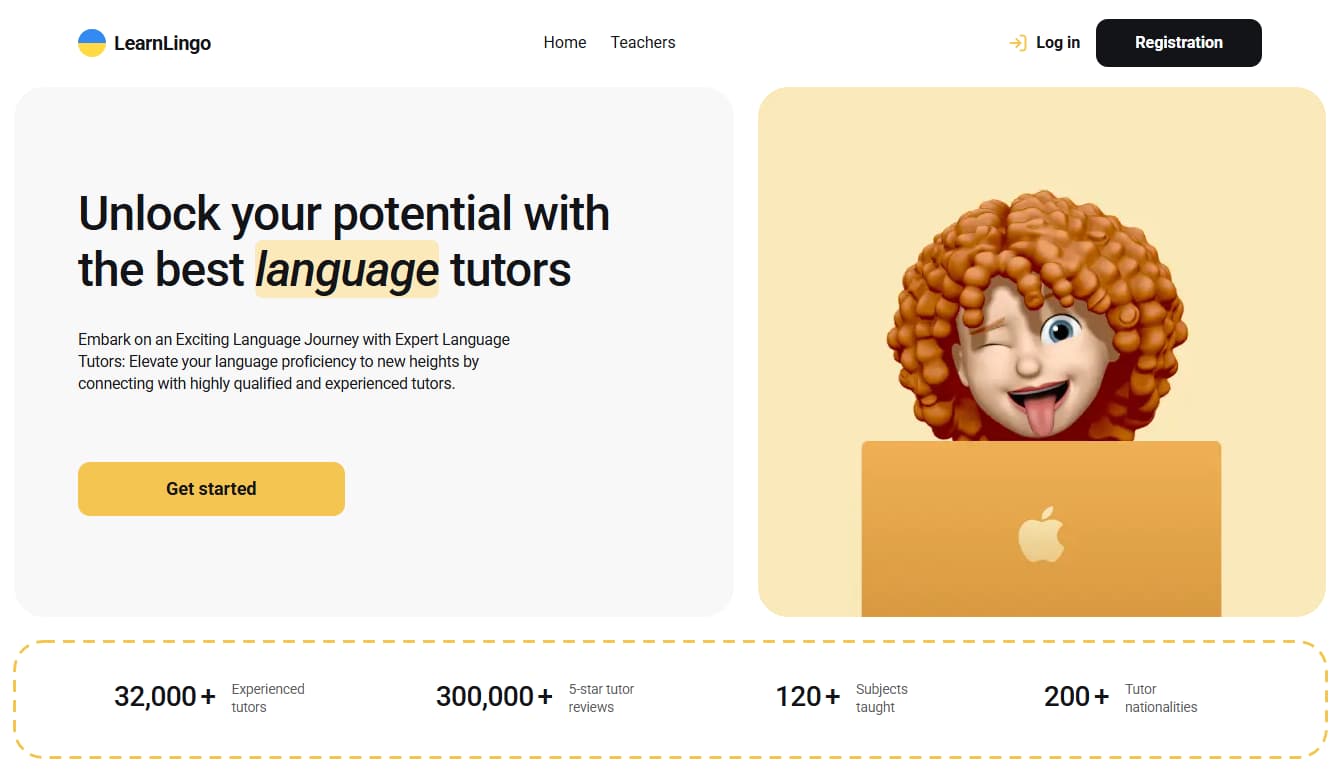 LearnLingo
Home
Teachers
Log in
Registration
Unlock your potential with
the best language tutors
Embark on an Exciting Language Journey with Expert Language
Tutors: Elevate your language proficiency to new heights by
connecting with highly qualified and experienced tutors.
Get started
32,000 +
Experienced
tutors
300,000 +
5-star tutor
reviews
120 +
Subjects
taught
200 +
Tutor
nationalities